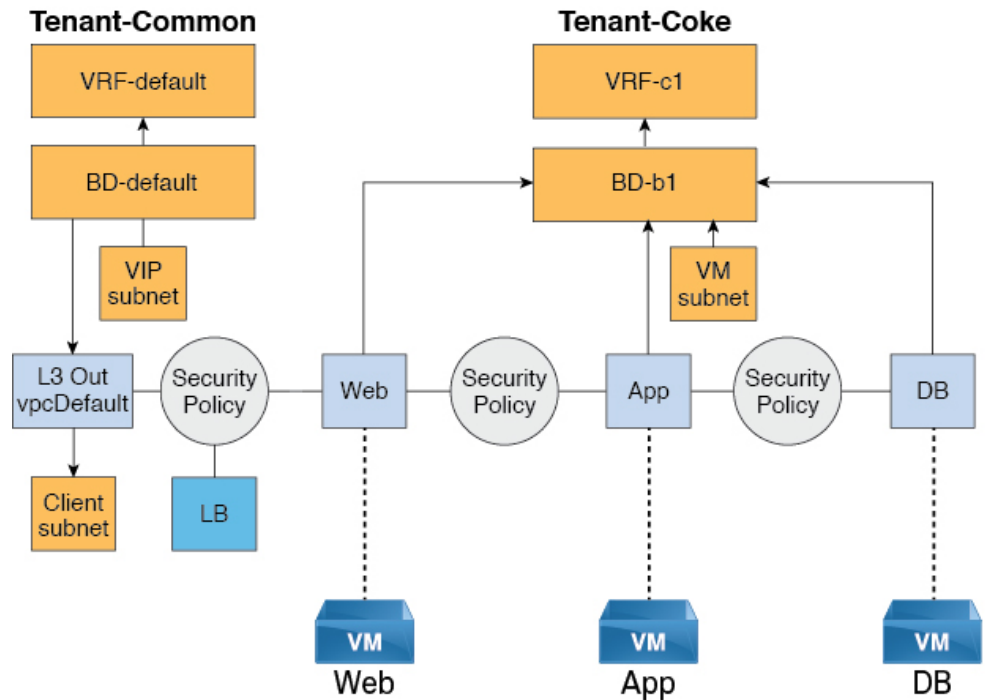 Tenant-Common
Tenant-Coke
VRF-default
VRF-c1
BD-default
BD-b1
VIP
subnet
VM
subnet
L3 Out
vpcDefault
Security
Policy
Web
Security
Policy
App
Security
Policy
DB
Client
subnet
LB
VM
VM
VM
Web
App
DB